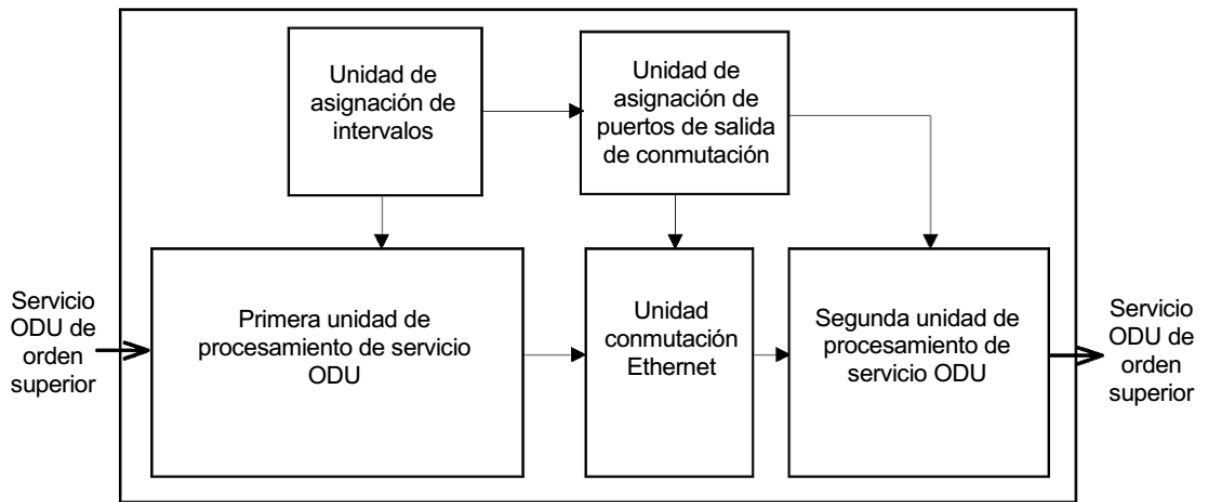 Unidad de
asignación de
intervalos
Unidad de
asignación de
puertos de salida
de conmutación
Servicio
ODU de
orden
superior
Primera unidad de
procesamiento de servicio
ODU
Unidad
conmutación
Ethernet
Segunda unidad de
procesamiento de
servicio ODU
Servicio
ODU de
orden
superior